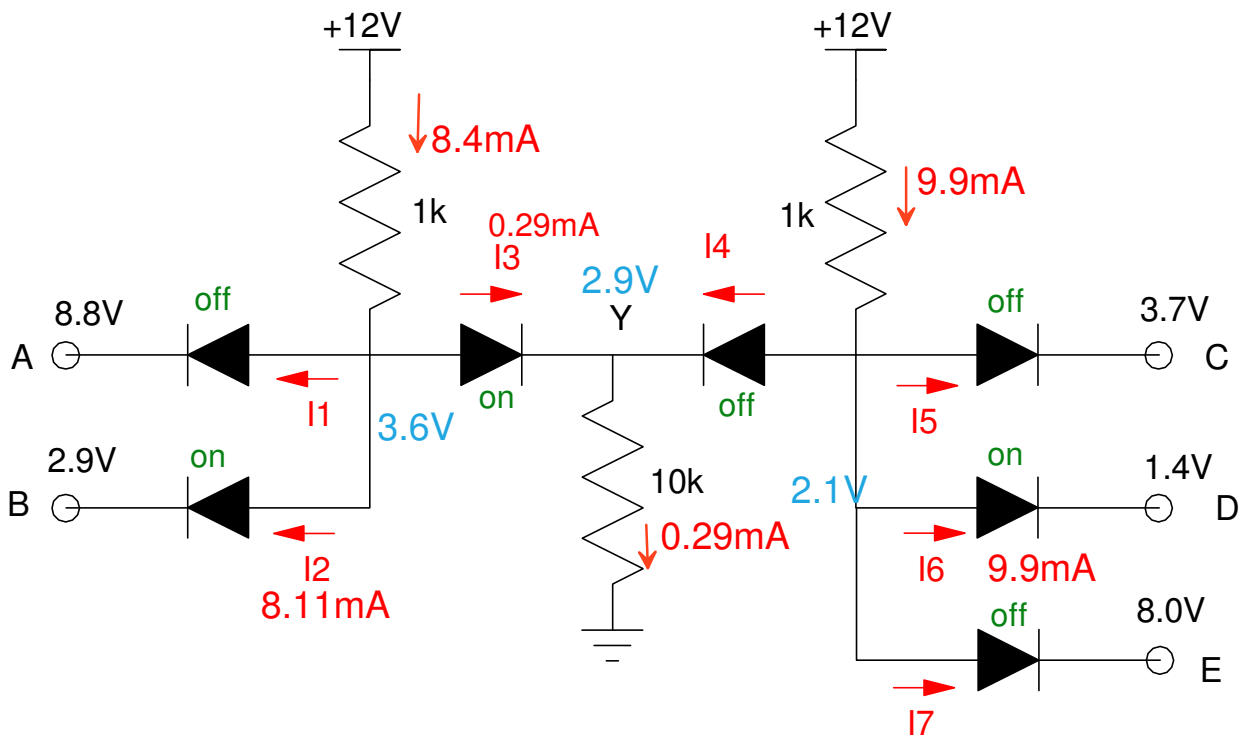 +12V
+12V
8.4mA
9.9mA
1k
1k
0.29mA
I3
I4
2.9V
Y
8.8V
off
off
3.7V
A
C
I1
on
off
I5
3.6V
2.9V
on
on
1.4V
B
10k
2.1V
D
I2
0.29mA
I6
9.9mA
8.11mA
off
8.0V
E
I7